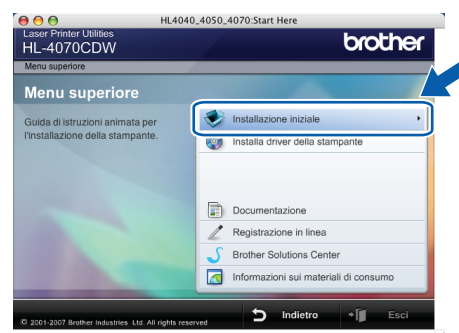 HL4040_4050_4070:Start Here
Laser Printer Utilities
HL-4070CDW
brother
Menu superiore
Menu superiore
Guida di istruzioni animata per
l'installazione della stampante.
Installazione iniziale
Installa driver della stampante
Documentazione
Registrazione in linea
Brother Solutions Center
Informazioni sui materiali di consumo
© 2001-2007 Brother Industries Ltd. All rights reserved
Indietro
Esci